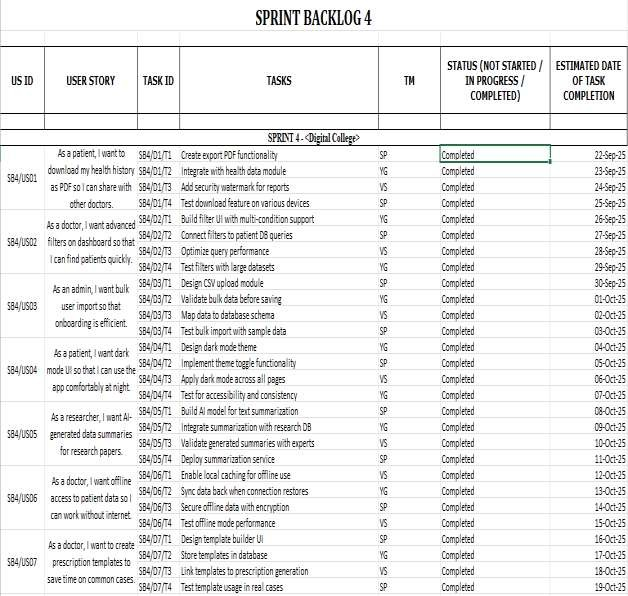 SPRINT BACKLOG 4
US ID USER STORY TASK ID TASKS TM STATUS (NOT STARTED / IN PROGRESS / COMPLETED) ESTIMATED DATE OF TASK COMPLETION
SPRINT 4 - <Digital College>
SB4/US01 As a patient, I want to download my health history as PDF so I can share with other doctors.
SB4/D1/T1 Create export PDF functionality SP Completed 22-Sep-25
SB4/D1/T2 Integrate with health data module YG Completed 23-Sep-25
SB4/D1/T3 Add security watermark for reports VS Completed 24-Sep-25
SB4/D1/T4 Test download feature on various devices SP Completed 25-Sep-25
SB4/US02 As a doctor, I want advanced filters on dashboard so that I can find patients quickly.
SB4/D2/T1 Build filter UI with multi-condition support YG Completed 26-Sep-25
SB4/D2/T2 Connect filters to patient DB queries SP Completed 27-Sep-25
SB4/D2/T3 Optimize query performance VS Completed 28-Sep-25
SB4/D2/T4 Test filters with large datasets YG Completed 29-Sep-25
SB4/US03 As an admin, I want bulk user import so that onboarding is efficient.
SB4/D3/T1 Design CSV upload module SP Completed 30-Sep-25
SB4/D3/T2 Validate bulk data before saving YG Completed 01-Oct-25
SB4/D3/T3 Map data to database schema VS Completed 02-Oct-25
SB4/D3/T4 Test bulk import with sample data SP Completed 03-Oct-25
SB4/US04 As a patient, I want dark mode UI so that I can use the app comfortably at night.
SB4/D4/T1 Design dark mode theme YG Completed 04-Oct-25
SB4/D4/T2 Implement theme toggle functionality SP Completed 05-Oct-25
SB4/D4/T3 Apply dark mode across all pages VS Completed 06-Oct-25
SB4/D4/T4 Test for accessibility and consistency YG Completed 07-Oct-25
SB4/US05 As a researcher, I want AI-generated data summaries for research papers.
SB4/D5/T1 Build AI model for text summarization SP Completed 08-Oct-25
SB4/D5/T2 Integrate summarization with research DB YG Completed 09-Oct-25
SB4/D5/T3 Validate generated summaries with experts VS Completed 10-Oct-25
SB4/D5/T4 Deploy summarization service SP Completed 11-Oct-25
SB4/US06 As a doctor, I want offline access to patient data so I can work without internet.
SB4/D6/T1 Enable local caching for offline use VS Completed 12-Oct-25
SB4/D6/T2 Sync data back when connection restores YG Completed 13-Oct-25
SB4/D6/T3 Secure offline data with encryption SP Completed 14-Oct-25
SB4/D6/T4 Test offline mode performance VS Completed 15-Oct-25
SB4/US07 As a doctor, I want to create prescription templates to save time on common cases.
SB4/D7/T1 Design template builder UI SP Completed 16-Oct-25
SB4/D7/T2 Store templates in database YG Completed 17-Oct-25
SB4/D7/T3 Link templates to prescription generation VS Completed 18-Oct-25
SB4/D7/T4 Test template usage in real cases SP Completed 19-Oct-25